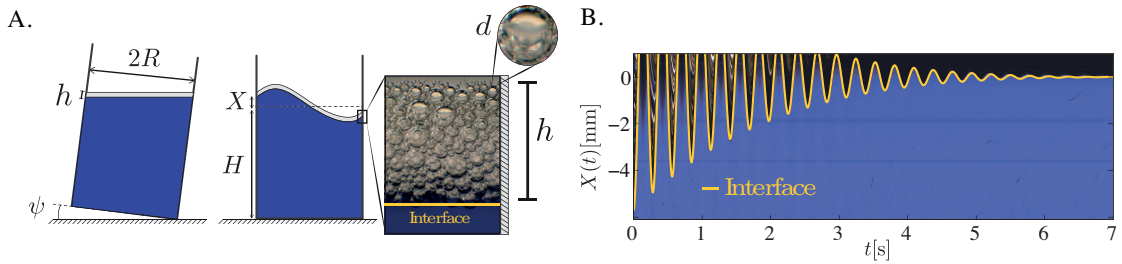 A.
2R
h
ψ
X
H
d
h
Interface
B.
X(t)[mm]
0
−2
−4
Interface
0 1 2 3 4 5 6 7
t[s]